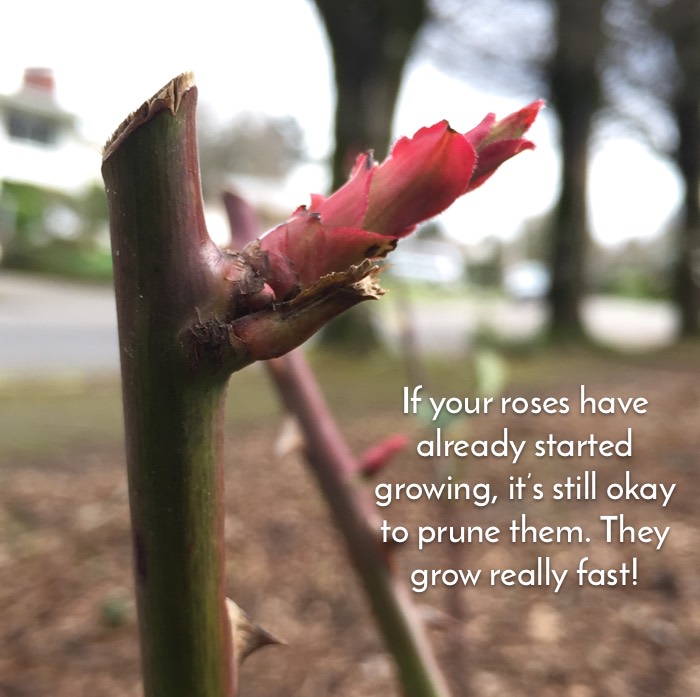 If your roses have
already started
growing, it's still okay
to prune them. They
grow really fast!